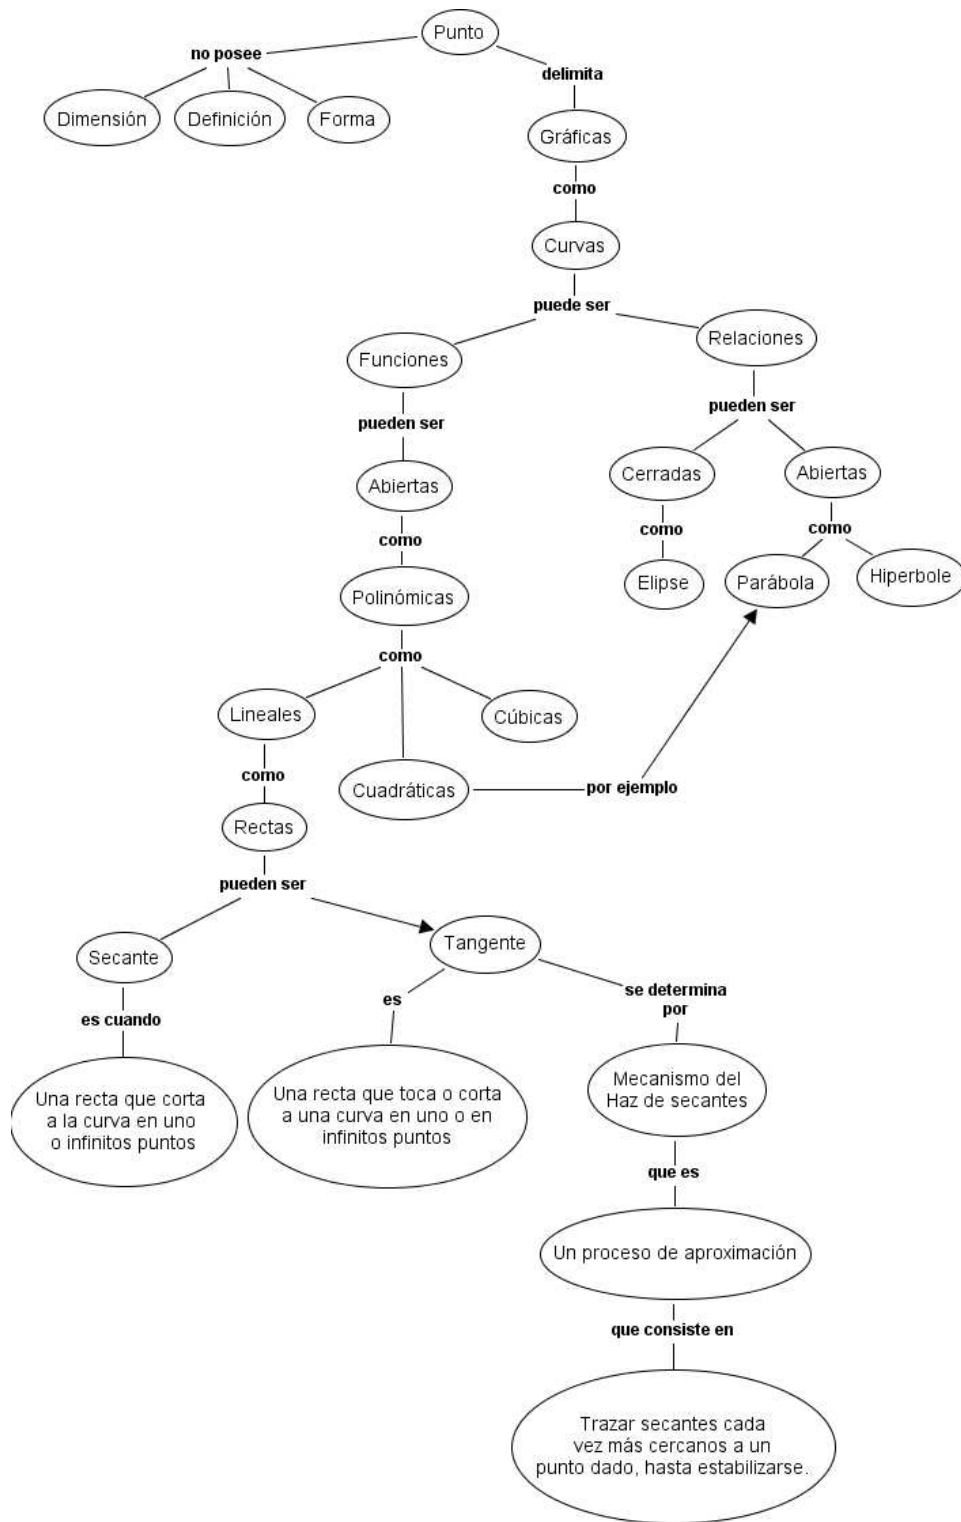 Punto
no posee
delimita
Dimensión
Definición
Forma
Gráficas
como
Curvas
puede ser
Funciones
Relaciones
pueden ser
pueden ser
Abiertas
Cerradas
Abiertas
como
como
como
Polinómicas
Elipse
Parábola
Hiperbole
como
Lineales
Cúbicas
como
Cuadráticas
por ejemplo
Rectas
pueden ser
Secante
Tangente
es cuando
es
se determina
por
Una recta que corta
a la curva en uno
o infinitos puntos
Una recta que toca o corta
a una curva en uno o en
infinitos puntos
Mecanismo del
Haz de secantes
que es
Un proceso de aproximación
que consiste en
Trazar secantes cada
vez más cercanos a un
punto dado, hasta estabilizarse.